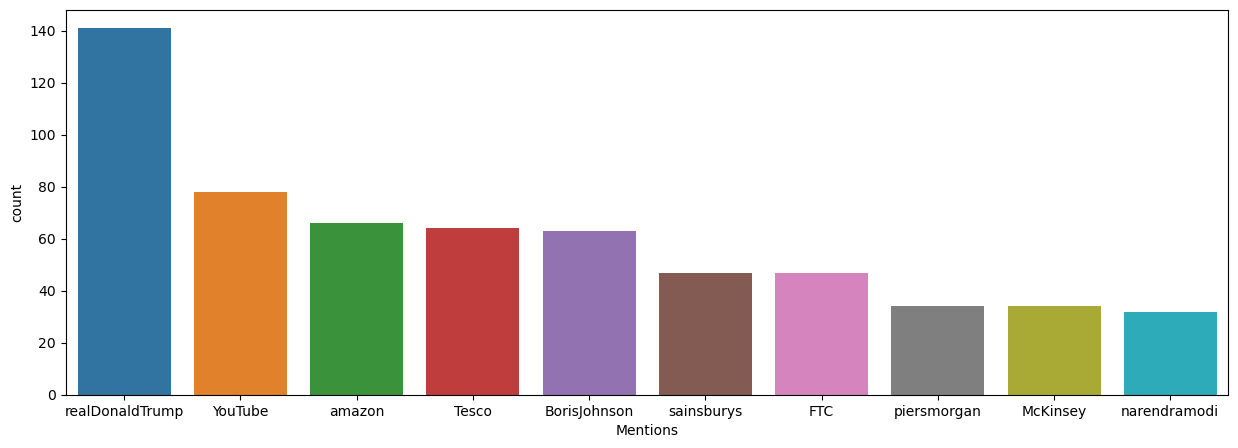 140
120
100
80
60
40
20
0
count
realDonaldTrump YouTube amazon Tesco BorisJohnson sainsburys FTC piersmorgan McKinsey narendramodi
Mentions